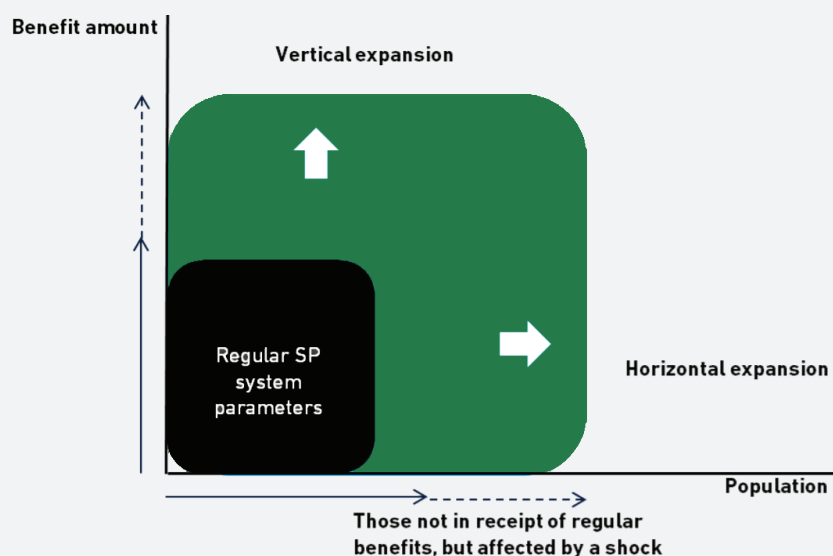 Benefit amount
Vertical expansion
Regular SP
system
parameters
Horizontal expansion
Population
Those not in receipt of regular
benefits, but affected by a shock